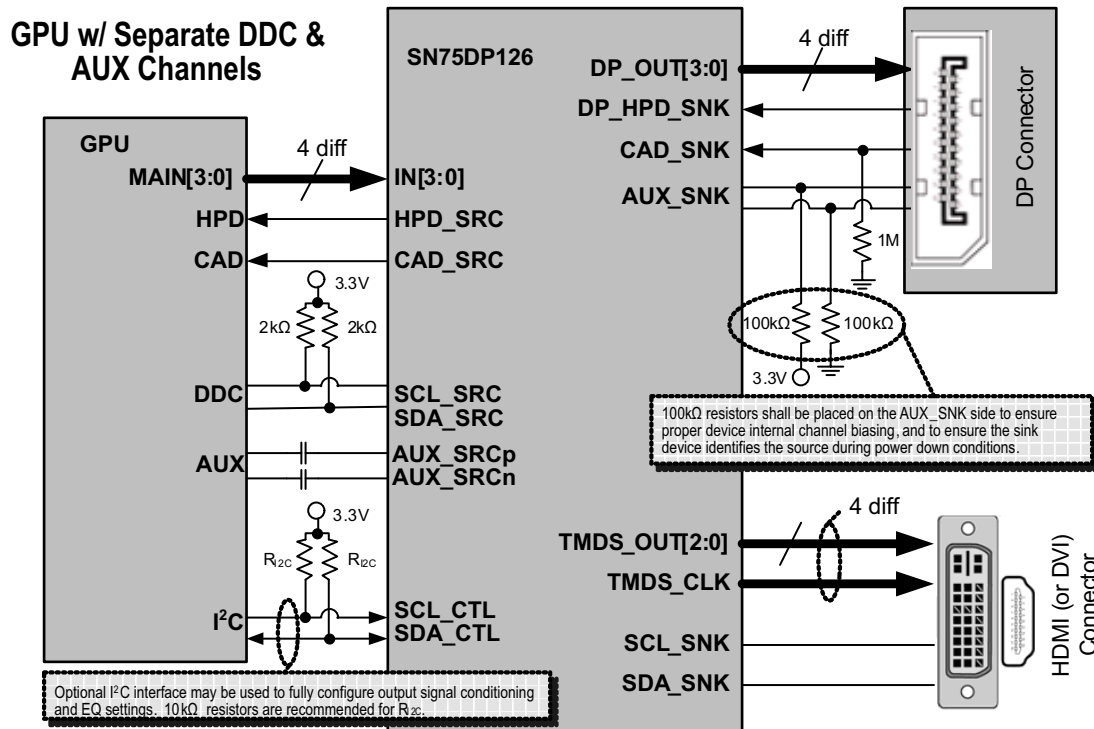 GPU w/ Separate DDC &
AUX Channels
SN75DP126
GPU
MAIN[3:0]
4 diff
IN[3:0]
HPD
HPD_SRC
CAD
CAD_SRC
3.3V
2kΩ
2kΩ
DDC
SCL_SRC
SDA_SRC
AUX
AUX_SRCp
AUX_SRCn
3.3V
RI2C
RI2C
I²C
SCL_CTL
SDA_CTL
Optional I²C interface may be used to fully configure output signal conditioning
and EQ settings. 10kΩ resistors are recommended for RI2C.
DP_OUT[3:0]
4 diff
DP_HPD_SNK
CAD_SNK
AUX_SNK
1M
100kΩ
100kΩ
3.3V
DP Connector
100kΩ resistors shall be placed on the AUX_SNK side to ensure
proper device internal channel biasing, and to ensure the sink
device identifies the source during power down conditions.
4 diff
TMDS_OUT[2:0]
TMDS_CLK
SCL_SNK
SDA_SNK
HDMI (or DVI)
Connector